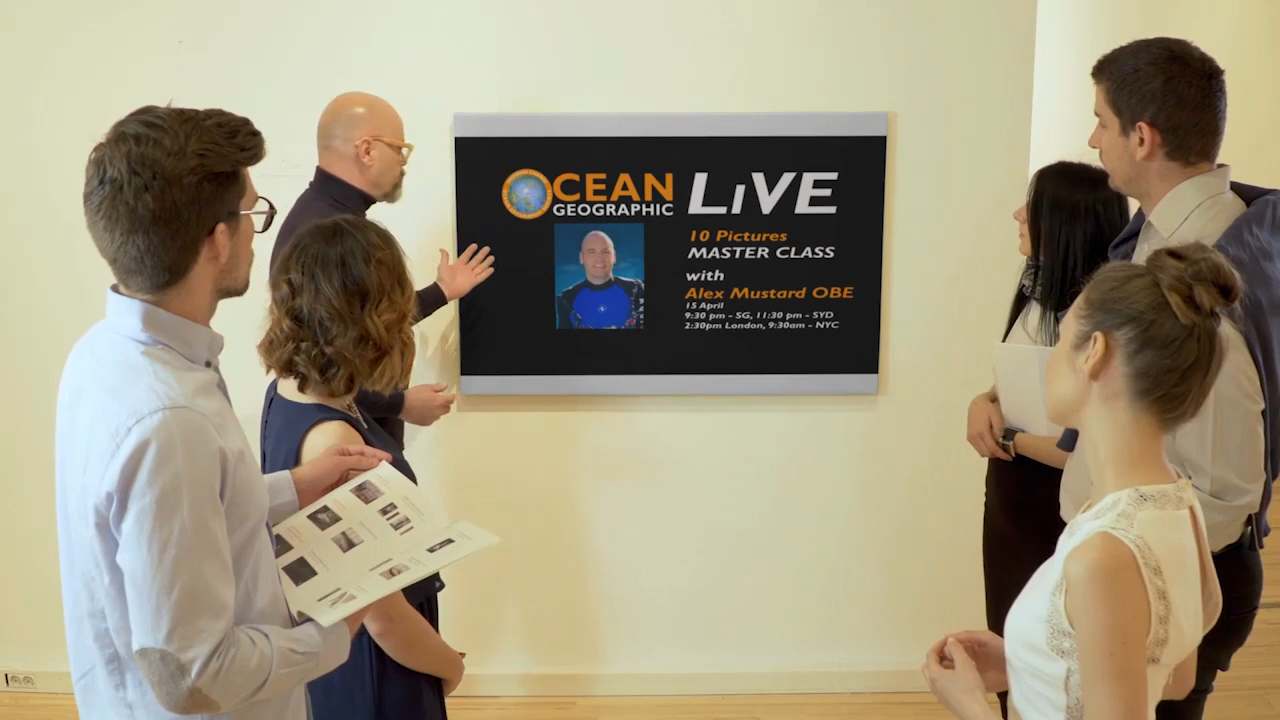 OCEAN
GEOGRAPHIC
LiVE
10 Pictures
MASTER CLASS
with
Alex Mustard OBE
15 April
9:30 pm - SG, 11:30 pm - SYD
2:30pm London, 9:30am - NYC